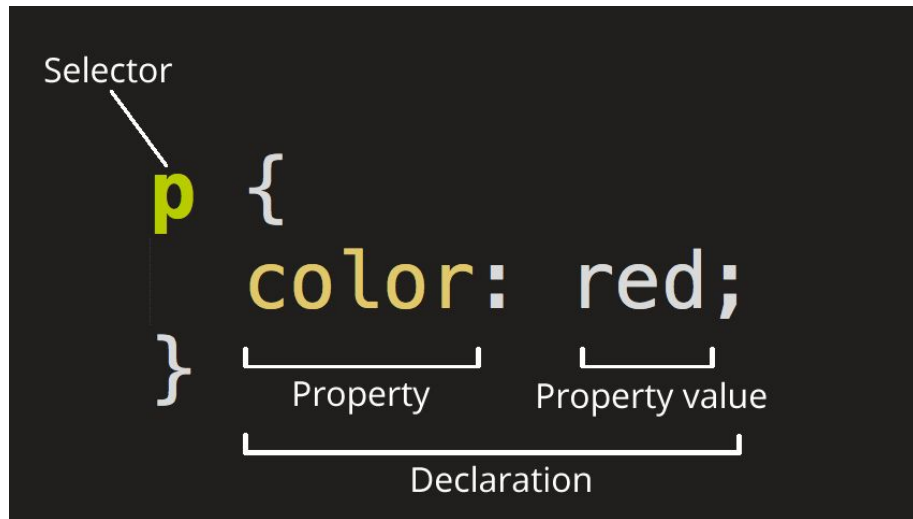 Selector
p {
color: red;
}
Property
Property value
Declaration